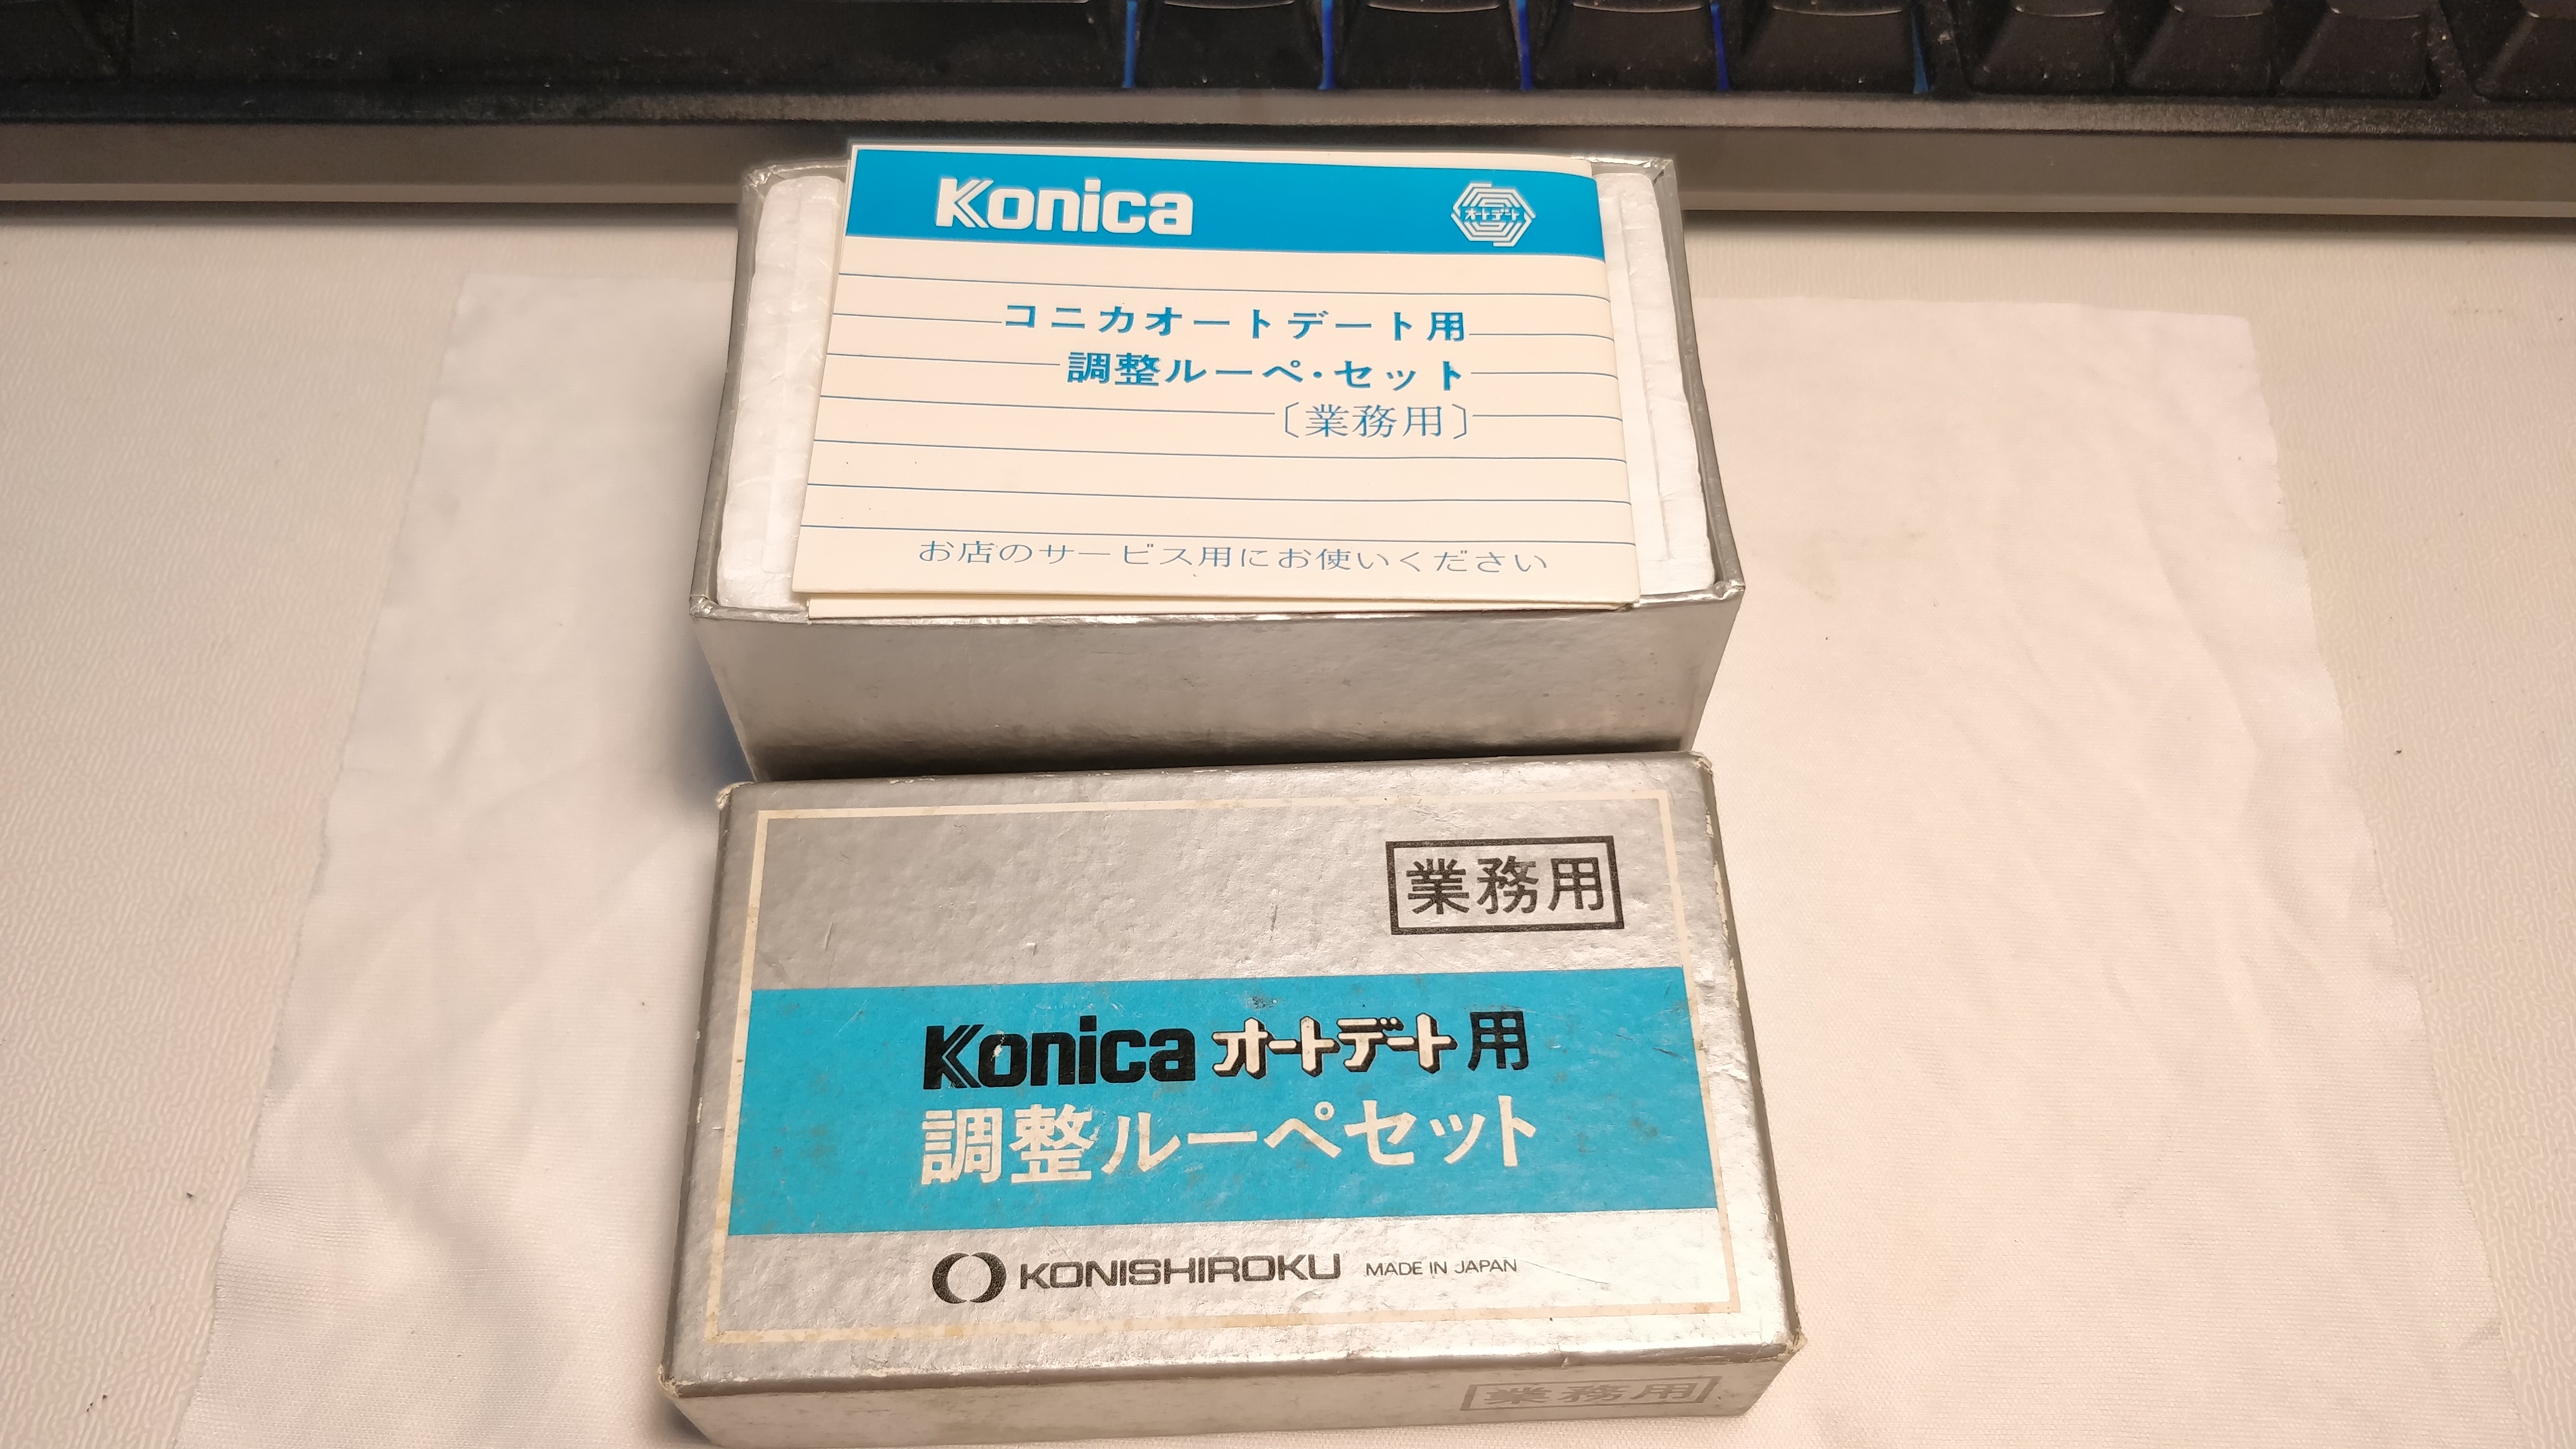 Konica
オートデート
コニカオートデート用
調整ルーペ・セット
〔業務用〕
お店のサービス用にお使いください
業務用
Konica オートデート用
調整ルーペセット
KONISHIROKU MADE IN JAPAN
業務用